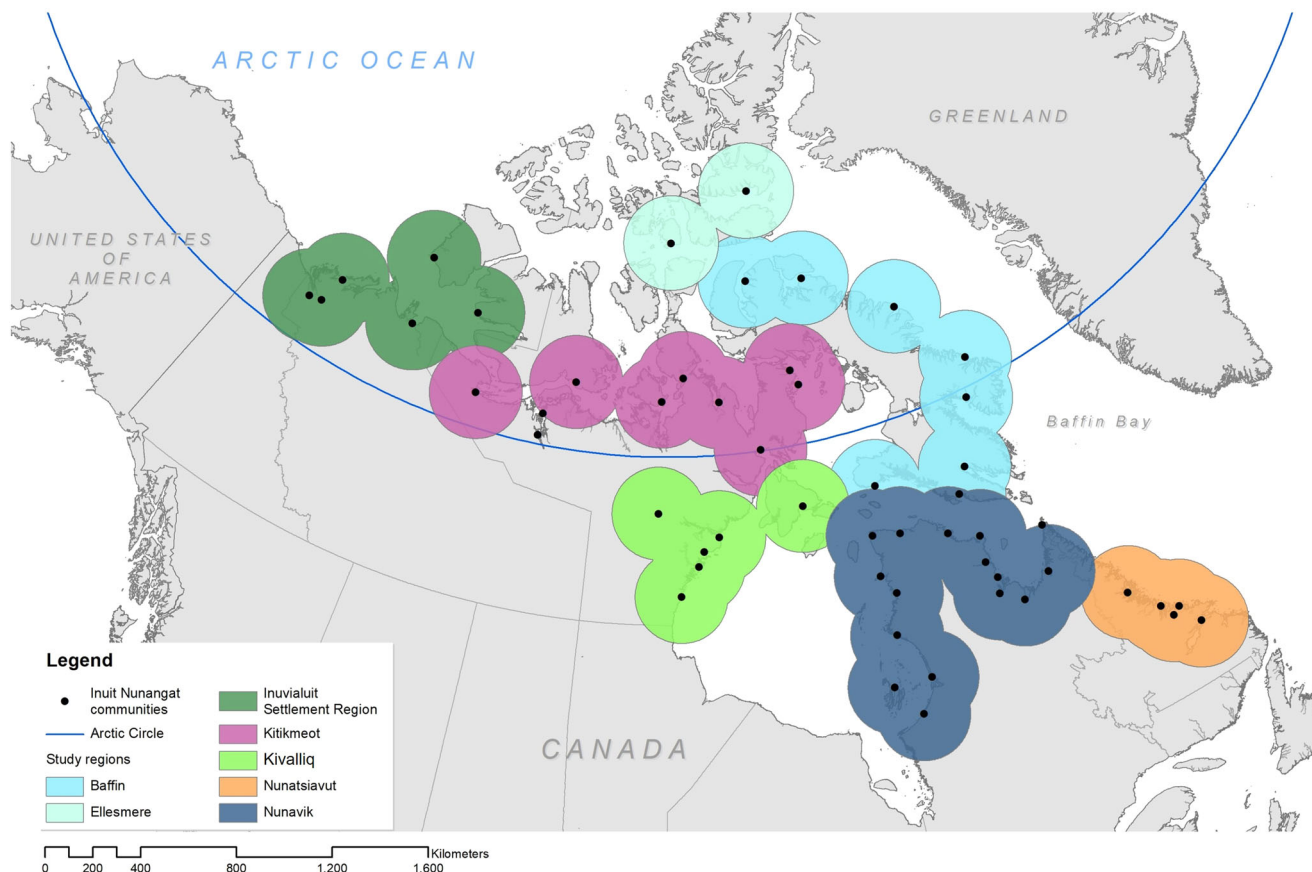 ARCTIC OCEAN
GREENLAND
UNITED STATES
OF
AMERICA
Baffin Bay
CANADA
Legend
Inuit Nunangat
communities
Arctic Circle
Study regions
Baffin
Ellesmere
Inuvialuit
Settlement Region
Kitikmeot
Kivalliq
Nunatsiavut
Nunavik
Kilometers
0 200 400 800 1.200 1.600